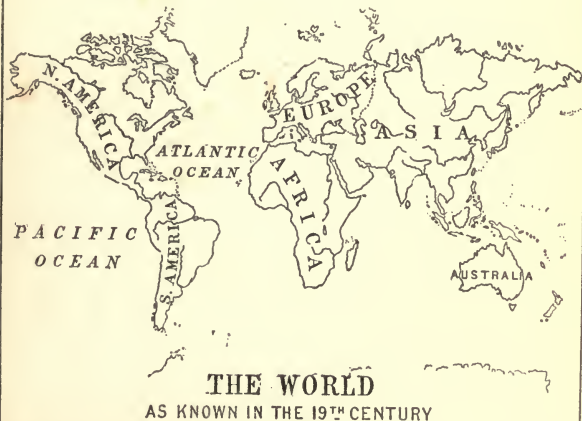 N. AMERICA
EUROPE
ASIA
ATLANTIC
OCEAN
AFRICA
PACIFIC
OCEAN
S. AMERICA
AUSTRALIA
THE WORLD
AS KNOWN IN THE 19TH CENTURY